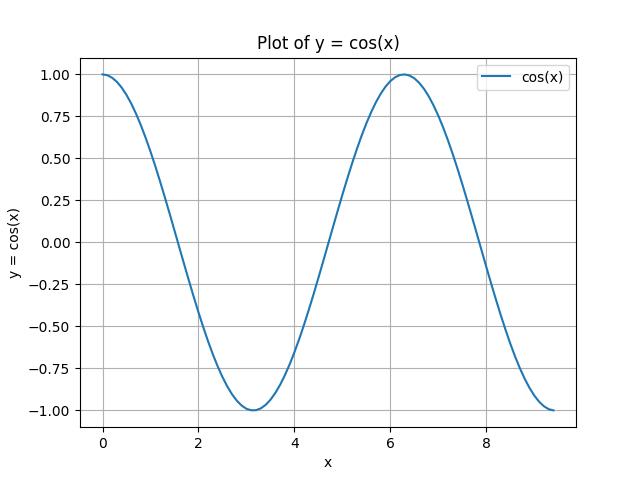 Plot of y = cos(x)
cos(x)
y = cos(x)
1.00
0.75
0.50
0.25
0.00
−0.25
−0.50
−0.75
−1.00
0 2 4 6 8
x